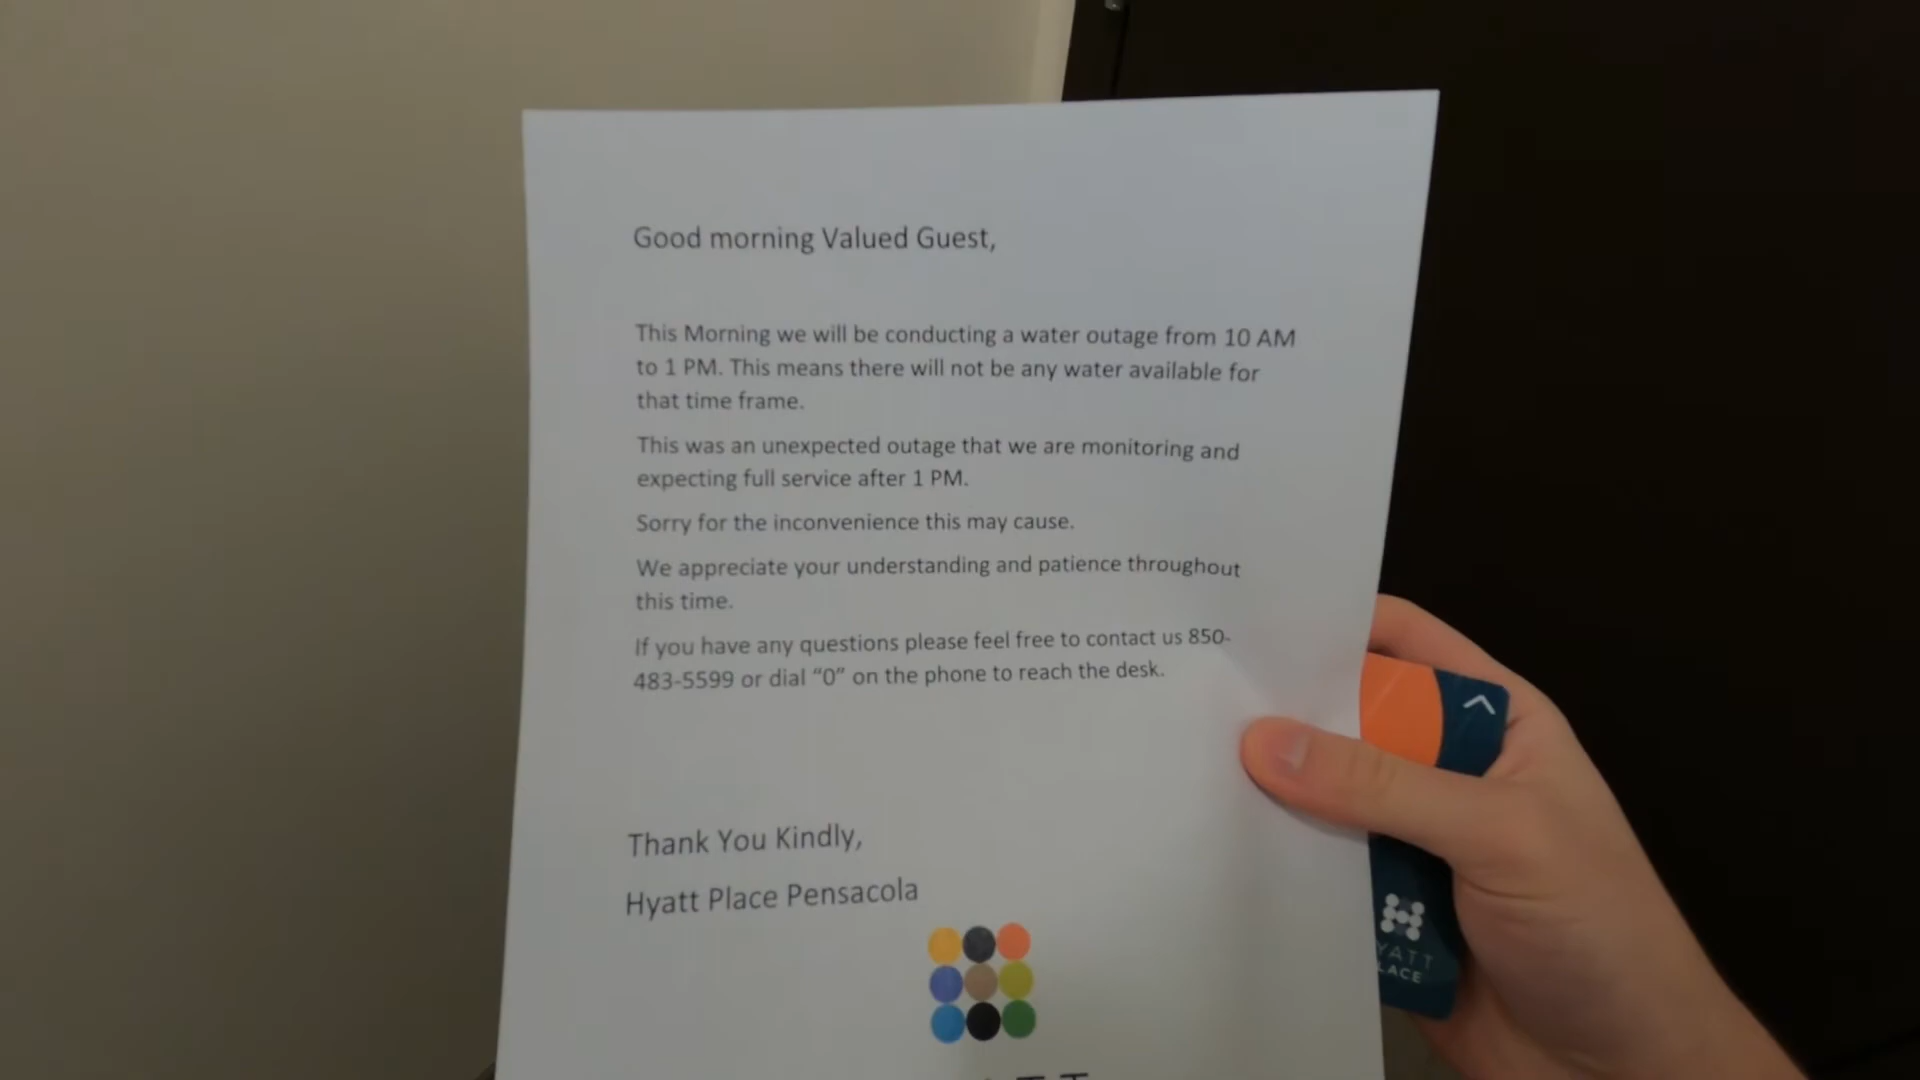 Good morning Valued Guest,
This Morning we will be conducting a water outage from 10 AM
to 1 PM. This means there will not be any water available for
that time frame.
This was an unexpected outage that we are monitoring and
expecting full service after 1 PM.
Sorry for the inconvenience this may cause.
We appreciate your understanding and patience throughout
this time.
If you have any questions please feel free to contact us 850-
483-5599 or dial “0” on the phone to reach the desk.
Thank You Kindly,
Hyatt Place Pensacola
YATT
LACE